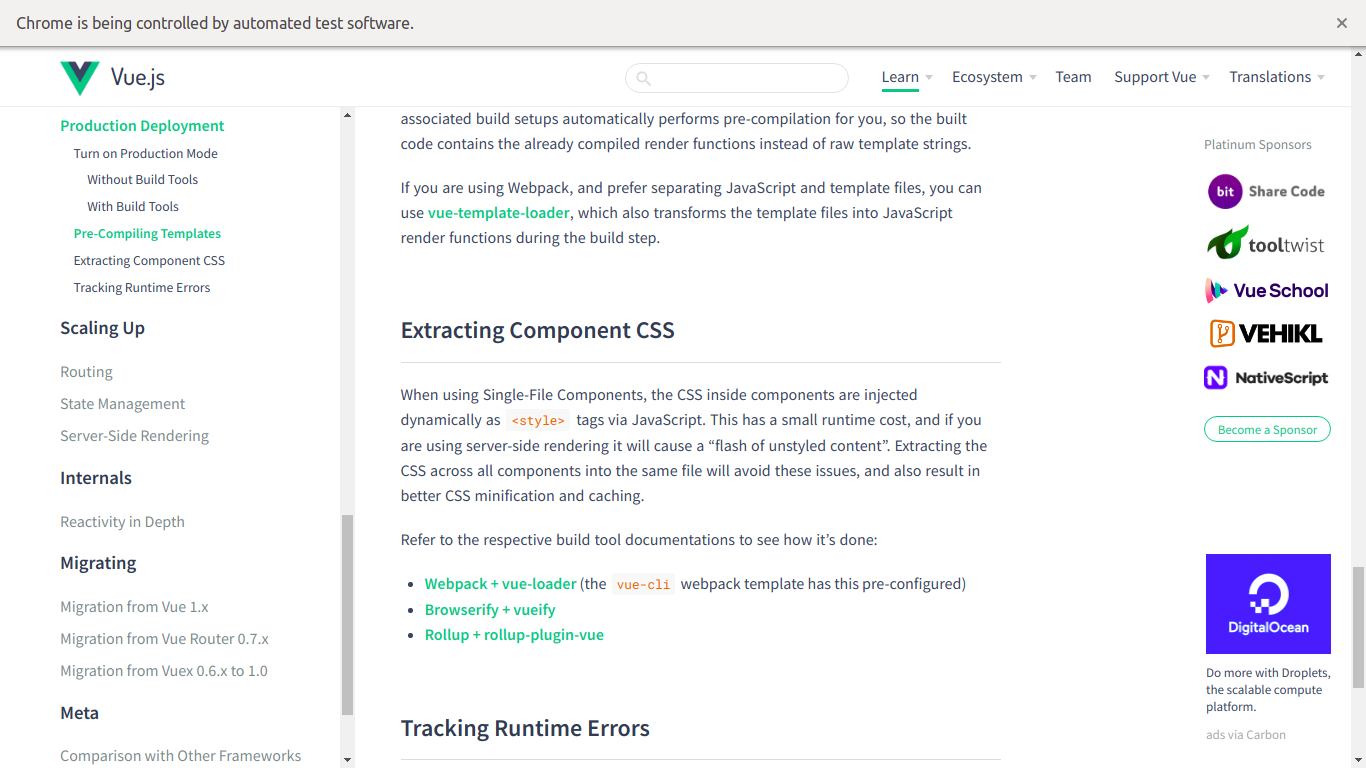 Chrome is being controlled by automated test software.
Vue.js
Learn
Ecosystem
Team
Support Vue
Translations
Production Deployment
Turn on Production Mode
Without Build Tools
With Build Tools
Pre-Compiling Templates
Extracting Component CSS
Tracking Runtime Errors
Scaling Up
Routing
State Management
Server-Side Rendering
Internals
Reactivity in Depth
Migrating
Migration from Vue 1.x
Migration from Vue Router 0.7.x
Migration from Vuex 0.6.x to 1.0
Meta
Comparison with Other Frameworks
associated build setups automatically performs pre-compilation for you, so the built
code contains the already compiled render functions instead of raw template strings.
If you are using Webpack, and prefer separating JavaScript and template files, you can
use vue-template-loader, which also transforms the template files into JavaScript
render functions during the build step.
Extracting Component CSS
When using Single-File Components, the CSS inside components are injected
dynamically as <style> tags via JavaScript. This has a small runtime cost, and if you
are using server-side rendering it will cause a “flash of unstyled content”. Extracting the
CSS across all components into the same file will avoid these issues, and also result in
better CSS minification and caching.
Refer to the respective build tool documentations to see how it’s done:
Webpack + vue-loader (the vue-cli webpack template has this pre-configured)
Browserify + vueify
Rollup + rollup-plugin-vue
Tracking Runtime Errors
Platinum Sponsors
bit Share Code
tooltwist
Vue School
VEHIKL
NativeScript
Become a Sponsor
DigitalOcean
Do more with Droplets,
the scalable compute
platform.
ads via Carbon